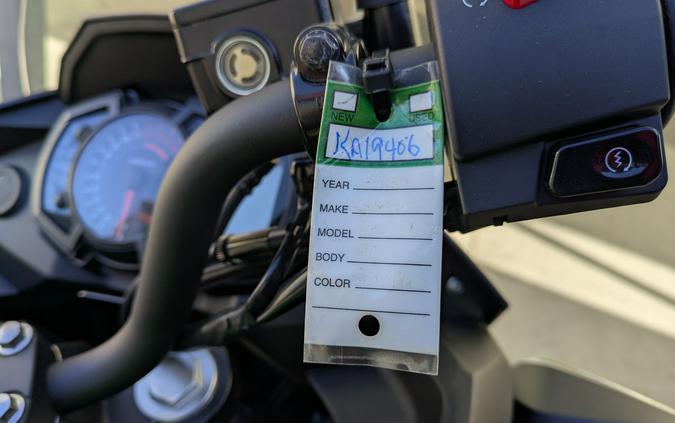 NEW USED
KA19406
YEAR
MAKE
MODEL
BODY
COLOR